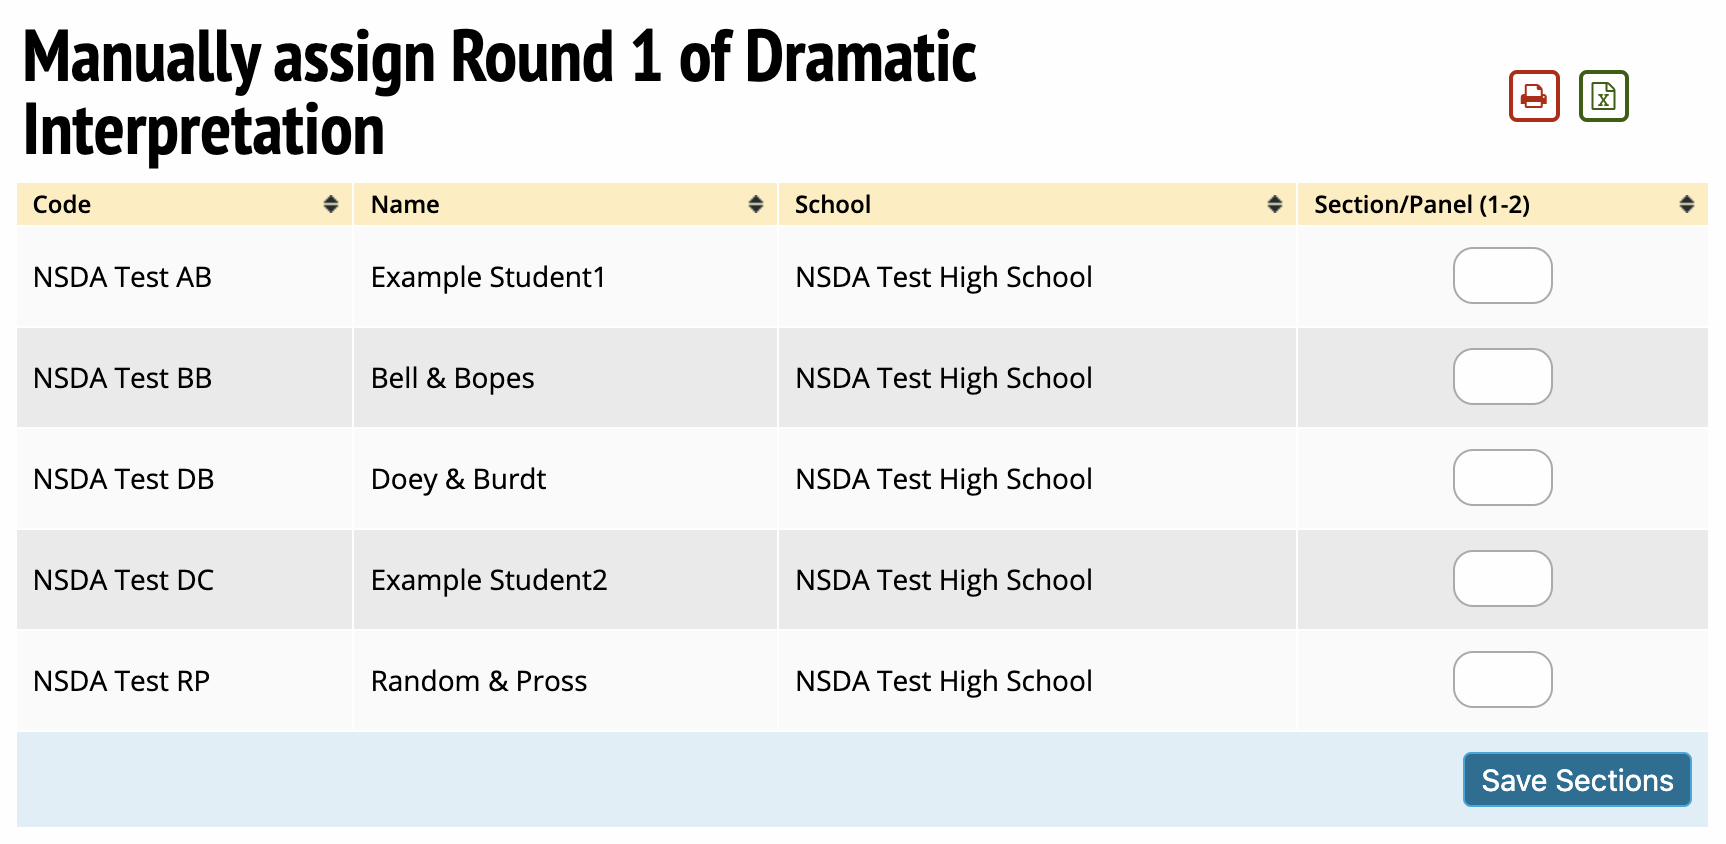 Manually assign Round 1 of Dramatic
Interpretation
Code Name School Section/Panel (1-2)
NSDA Test AB Example Student1 NSDA Test High School
NSDA Test BB Bell & Bopes NSDA Test High School
NSDA Test DB Doey & Burdt NSDA Test High School
NSDA Test DC Example Student2 NSDA Test High School
NSDA Test RP Random & Pross NSDA Test High School
Save Sections